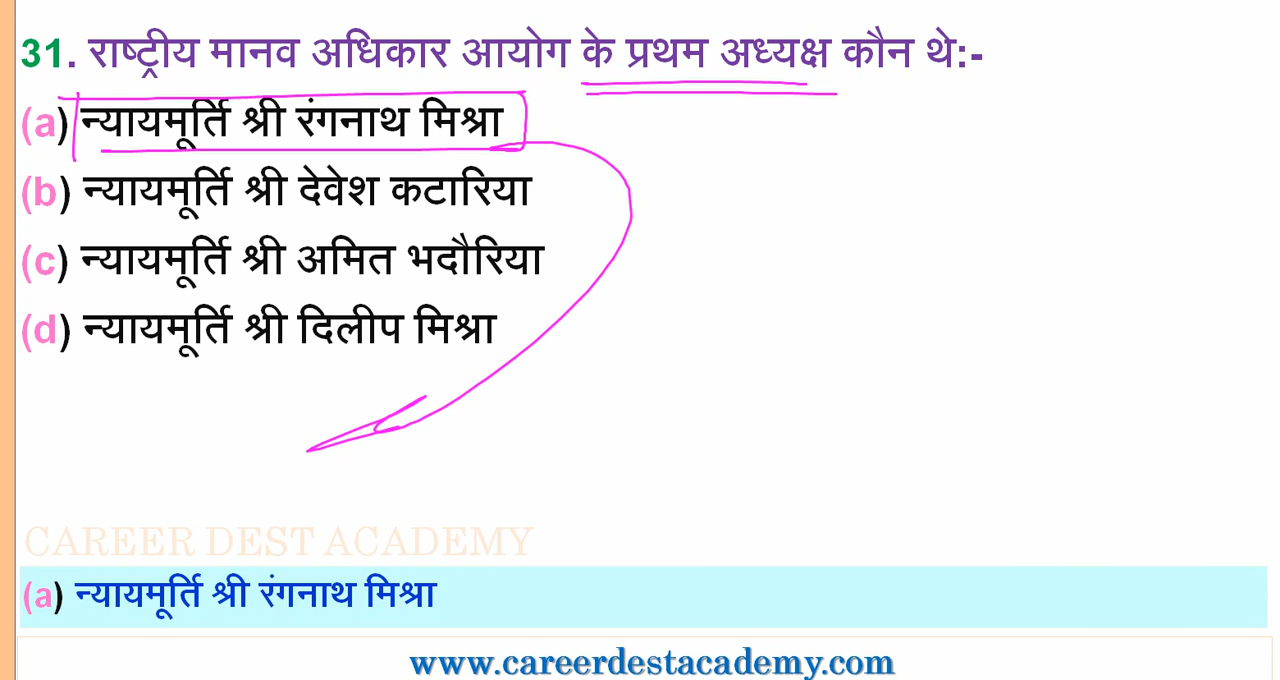 31. राष्ट्रीय मानव अधिकार आयोग के प्रथम अध्यक्ष कौन थे:-
(a) न्यायमूर्ति श्री रंगनाथ मिश्रा
(b) न्यायमूर्ति श्री देवेश कटारिया
(c) न्यायमूर्ति श्री अमित भदौरिया
(d) न्यायमूर्ति श्री दिलीप मिश्रा
CAREER DEST ACADEMY
(a) न्यायमूर्ति श्री रंगनाथ मिश्रा
www.careerdestacademy.com